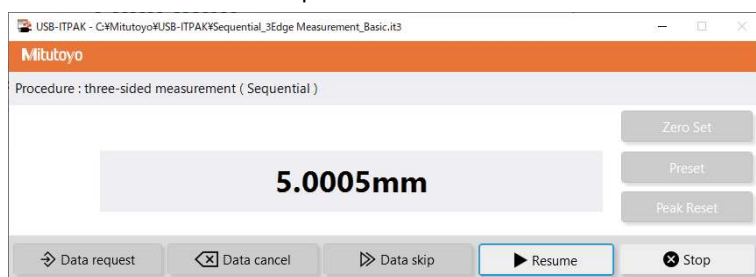 USB-ITPAK - C:¥Mitutoyo¥USB-ITPAK¥Sequential_3Edge Measurement_Basic.it3
Mitutoyo
Procedure : three-sided measurement ( Sequential )
Zero Set
5.0005mm
Preset
Peak Reset
Data request
Data cancel
Data skip
Resume
Stop